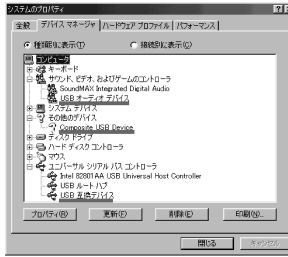 システムのプロパティ
全般 デバイス マネージャ ハードウェア プロファイル パフォーマンス
種類別に表示(T) 接続別に表示(C)
コンピュータ
キーボード
サウンド、ビデオ、およびゲームのコントローラ
SoundMAX Integrated Digital Audio
USB オーディオ デバイス
システム デバイス
その他のデバイス
Composite USB Device
ディスク ドライブ
ハード ディスク コントローラ
マウス
ユニバーサル シリアル バス コントローラ
Intel 82801AA USB Universal Host Controller
USB ルート ハブ
USB 互換デバイス
プロパティ(R) 更新(F) 削除(E) 印刷(N)...
閉じる キャンセル